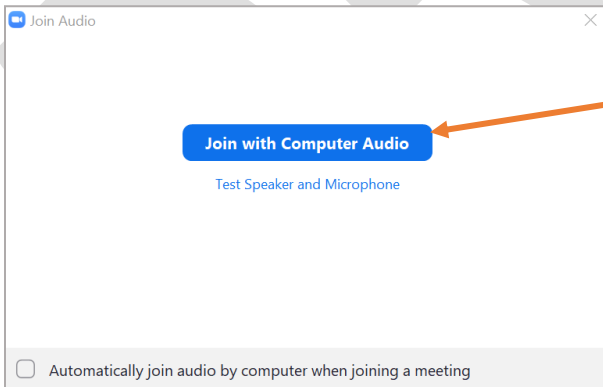 Join Audio
Join with Computer Audio
Test Speaker and Microphone
Automatically join audio by computer when joining a meeting